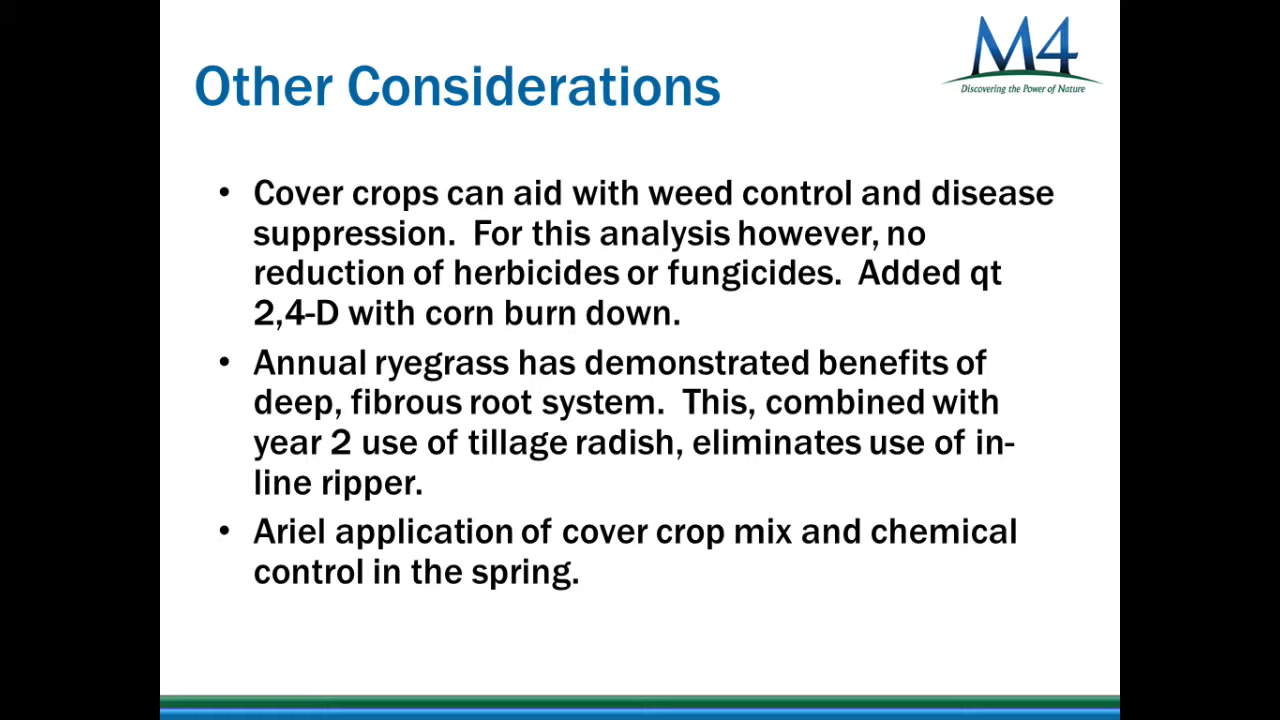 M4
Discovering the Power of Nature
Other Considerations
• Cover crops can aid with weed control and disease
suppression.  For this analysis however, no
reduction of herbicides or fungicides.  Added qt
2,4-D with corn burn down.
• Annual ryegrass has demonstrated benefits of
deep, fibrous root system.  This, combined with
year 2 use of tillage radish, eliminates use of in-
line ripper.
• Ariel application of cover crop mix and chemical
control in the spring.